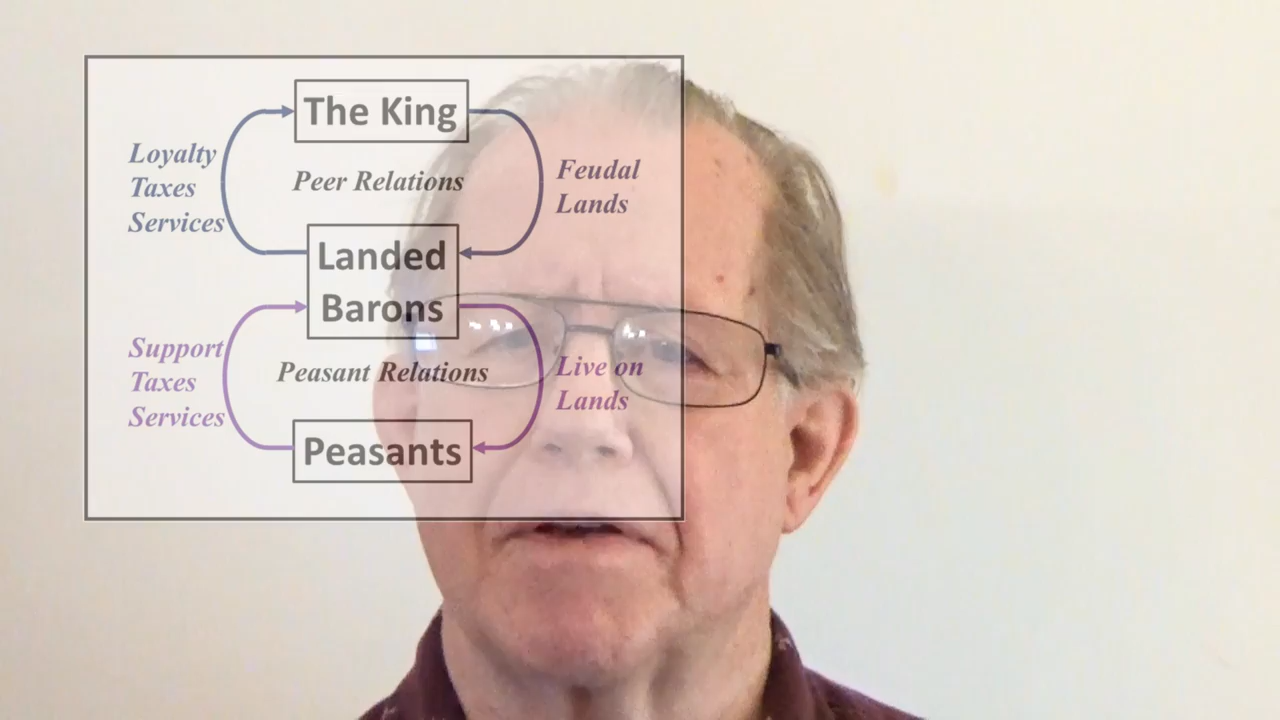 The King
Loyalty
Taxes
Services
Peer Relations
Feudal
Lands
Landed
Barons
Support
Taxes
Services
Peasant Relations
Live on
Lands
Peasants